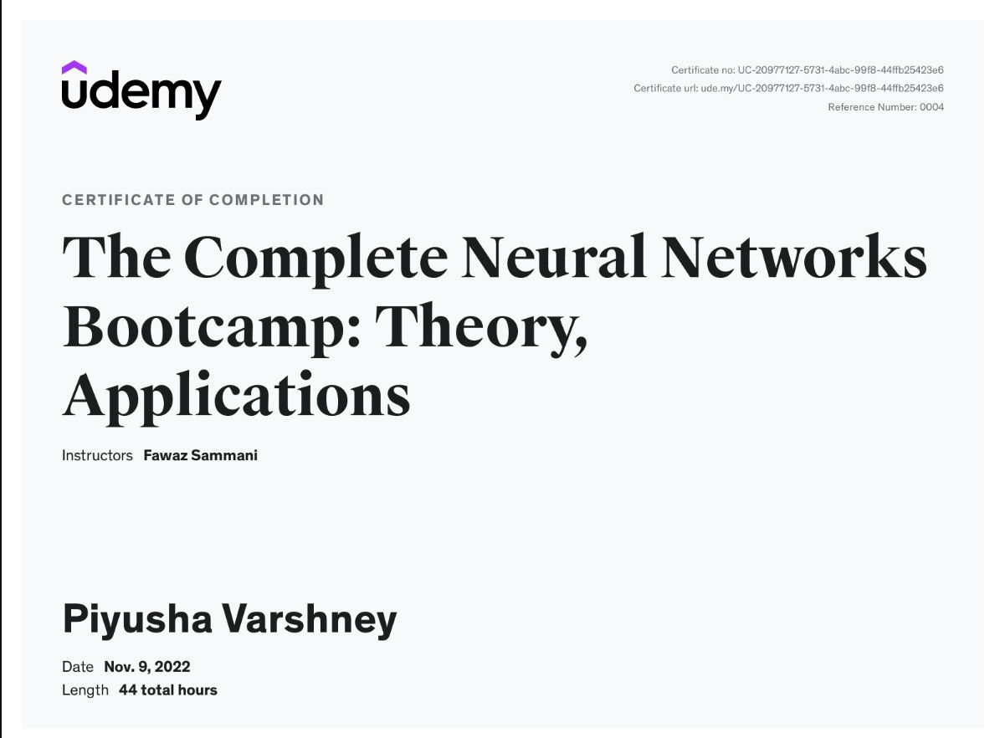 udemy
Certificate no: UC-20977127-5731-4abc-99f8-44ffb25423e6
Certificate url: ude.my/UC-20977127-5731-4abc-99f8-44ffb25423e6
Reference Number: 0004
CERTIFICATE OF COMPLETION
The Complete Neural Networks
Bootcamp: Theory,
Applications
Instructors Fawaz Sammani
Piyusha Varshney
Date Nov. 9, 2022
Length 44 total hours